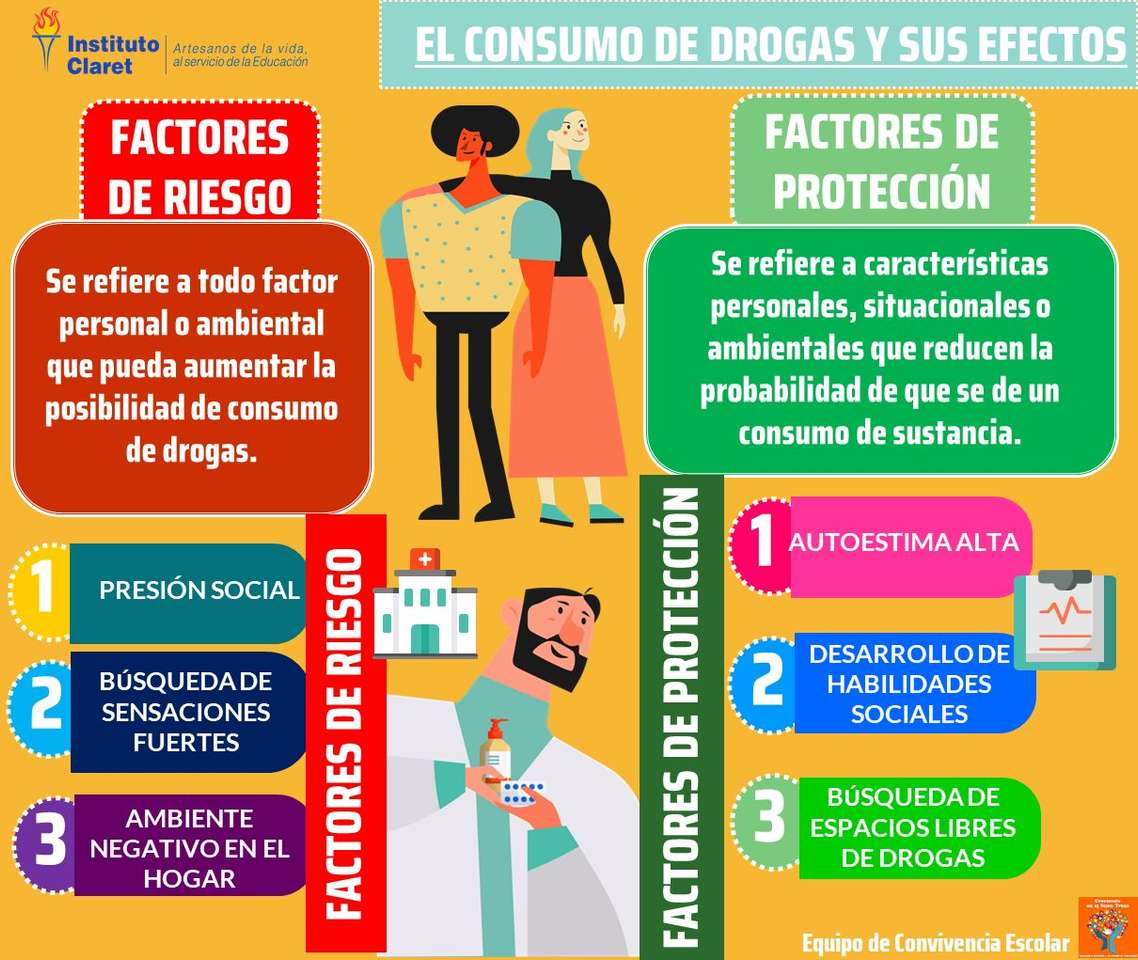 Instituto
Claret
Artesanos de la vida,
al servicio de la Educación
EL CONSUMO DE DROGAS Y SUS EFECTOS
FACTORES
DE RIESGO
Se refiere a todo factor
personal o ambiental
que pueda aumentar la
posibilidad de consumo
de drogas.
FACTORES DE
PROTECCIÓN
Se refiere a características
personales, situacionales o
ambientales que reducen la
probabilidad de que se de un
consumo de sustancia.
FACTORES DE RIESGO
1
PRESIÓN SOCIAL
2
BÚSQUEDA DE
SENSACIONES
FUERTES
3
AMBIENTE
NEGATIVO EN EL
HOGAR
FACTORES DE PROTECCIÓN
1
AUTOESTIMA ALTA
2
DESARROLLO DE
HABILIDADES
SOCIALES
3
BÚSQUEDA DE
ESPACIOS LIBRES
DE DROGAS
Equipo de Convivencia Escolar